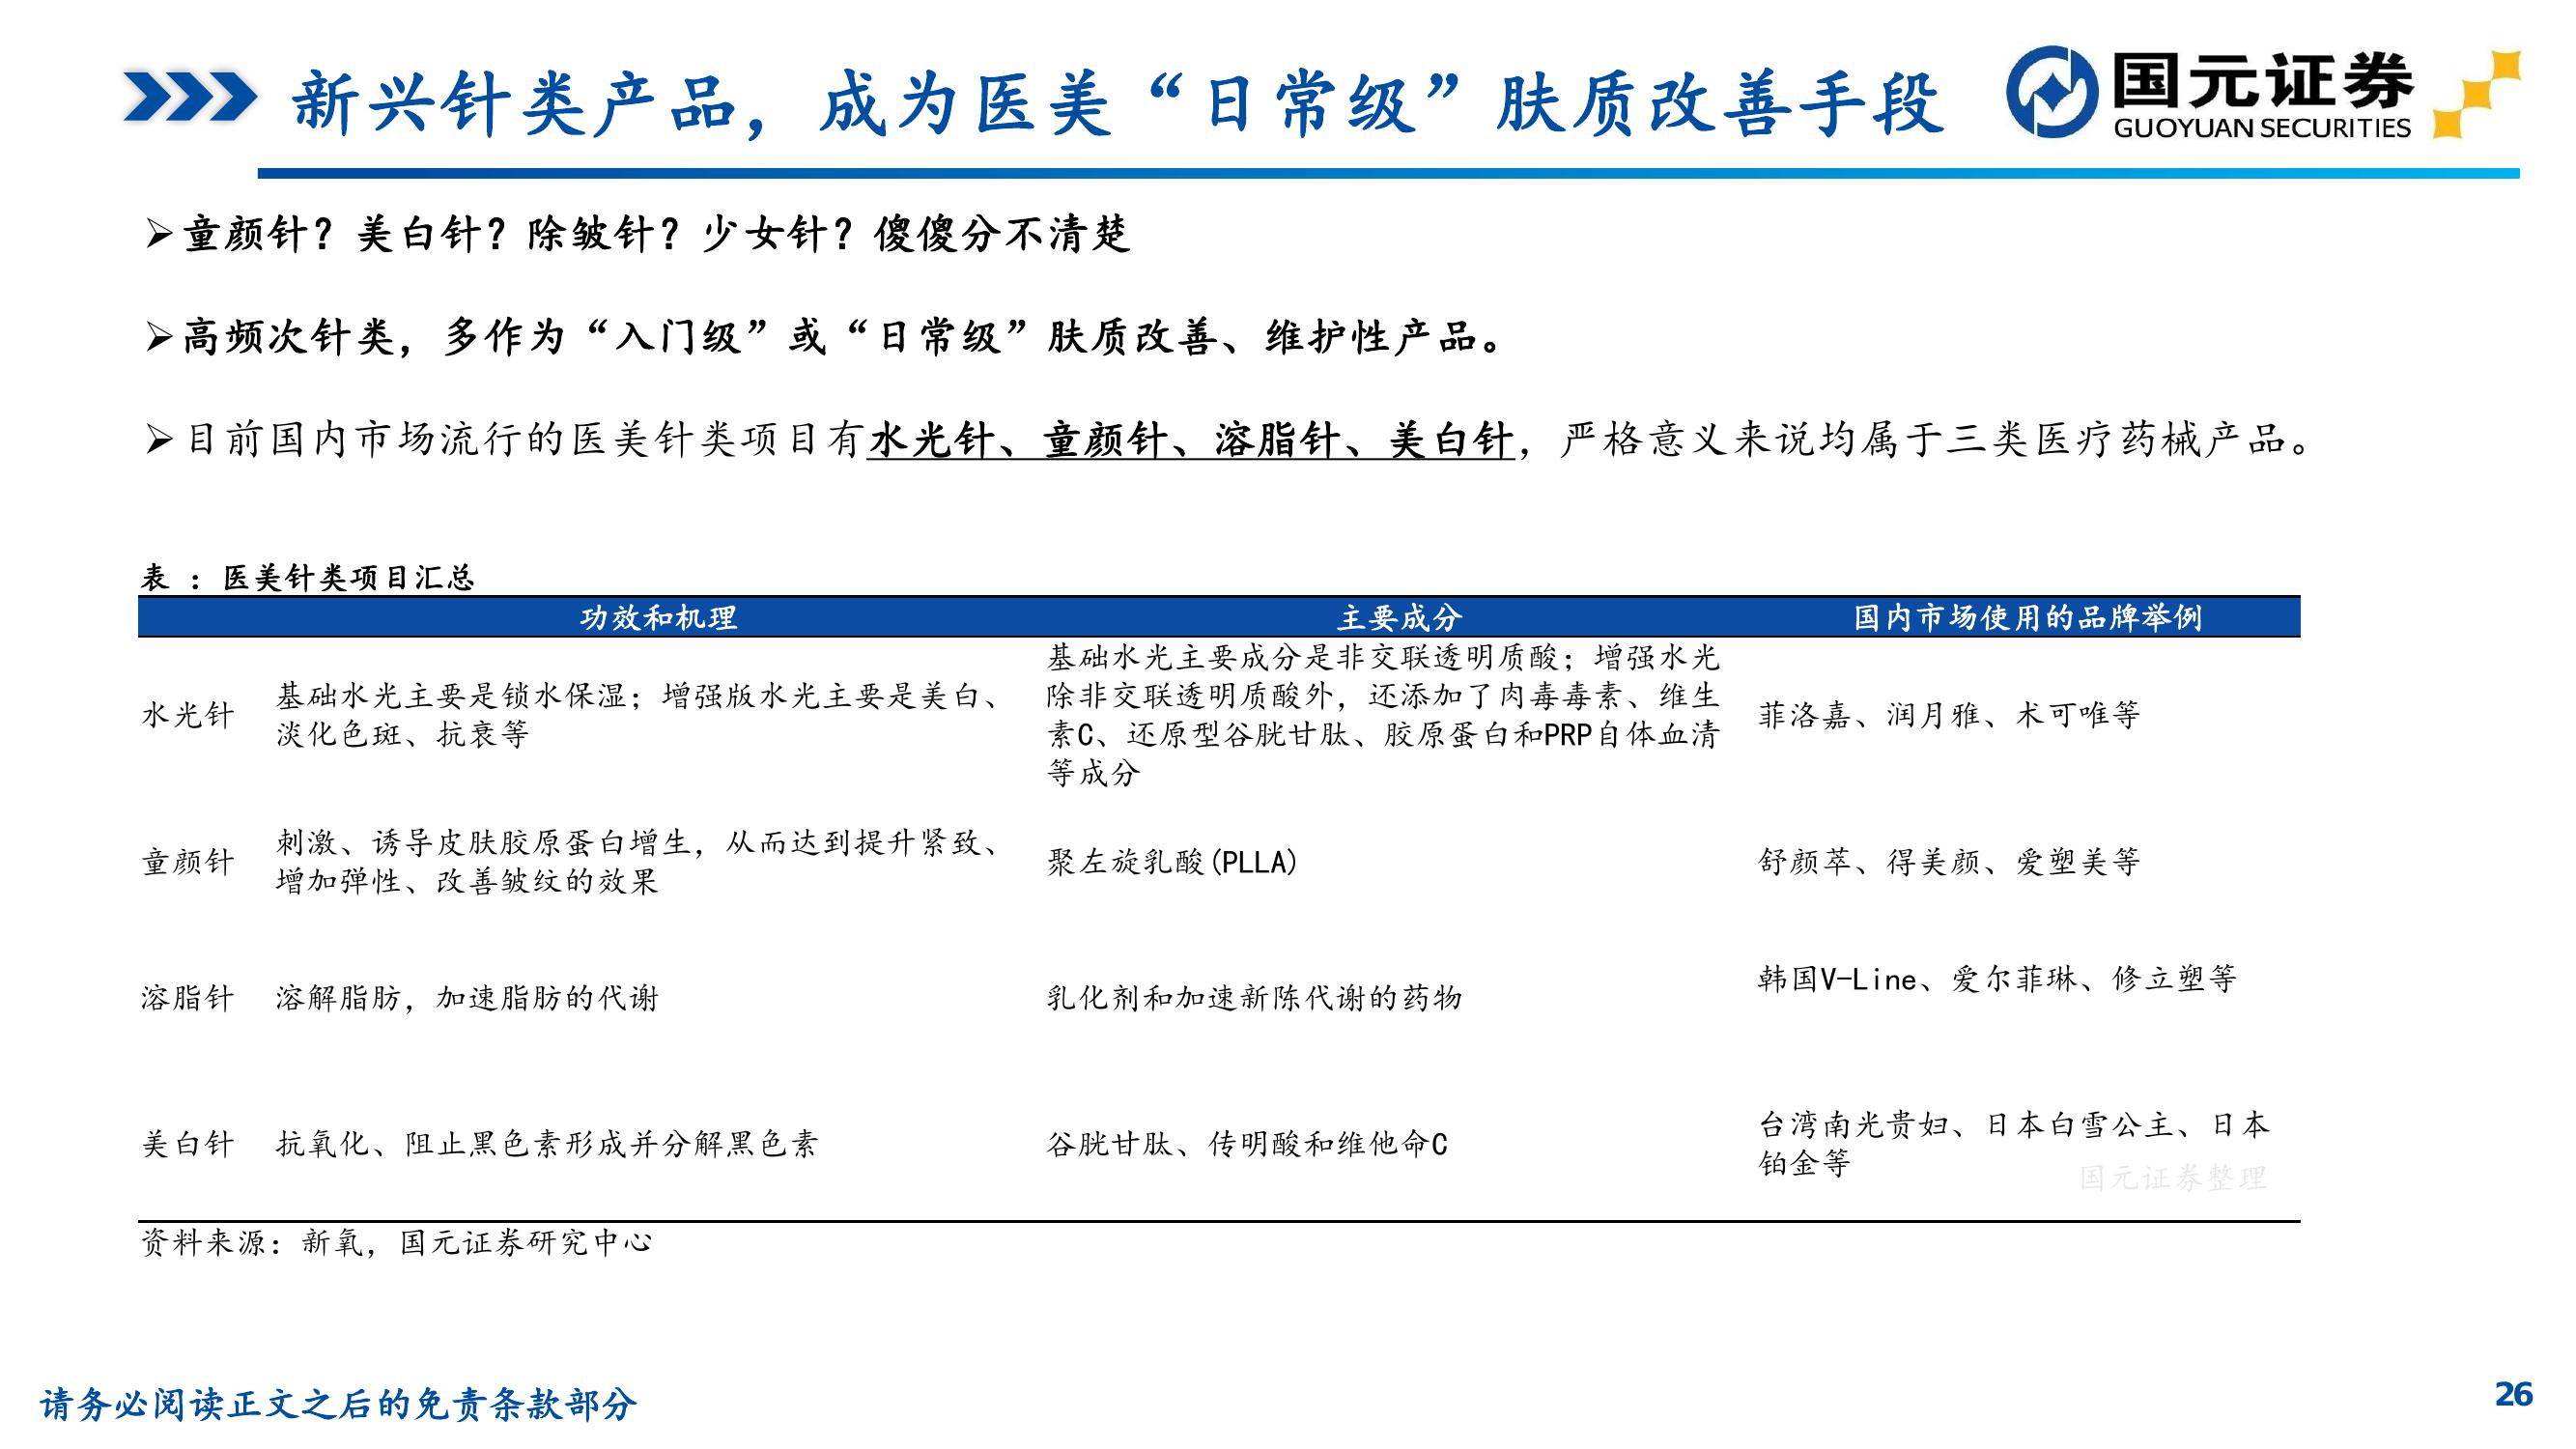 新兴针类产品，成为医美“日常级”肤质改善手段
国元证券
GUOYUAN SECURITIES
➢童颜针？美白针？除皱针？少女针？傻傻分不清楚
➢高频次针类，多作为“入门级”或“日常级”肤质改善、维护性产品。
➢目前国内市场流行的医美针类项目有水光针、童颜针、溶脂针、美白针，严格意义来说均属于三类医疗药械产品。
表 ：医美针类项目汇总
功效和机理 主要成分 国内市场使用的品牌举例
水光针
基础水光主要是锁水保湿；增强版水光主要是美白、
淡化色斑、抗衰等
基础水光主要成分是非交联透明质酸；增强水光
除非交联透明质酸外，还添加了肉毒毒素、维生
素C、还原型谷胱甘肽、胶原蛋白和PRP自体血清
等成分
菲洛嘉、润月雅、术可唯等
童颜针
刺激、诱导皮肤胶原蛋白增生，从而达到提升紧致、
增加弹性、改善皱纹的效果
聚左旋乳酸(PLLA)
舒颜萃、得美颜、爱塑美等
溶脂针
溶解脂肪，加速脂肪的代谢
乳化剂和加速新陈代谢的药物
韩国V-Line、爱尔菲琳、修立塑等
美白针
抗氧化、阻止黑色素形成并分解黑色素
谷胱甘肽、传明酸和维他命C
台湾南光贵妇、日本白雪公主、日本
铂金等
国元证券整理
资料来源：新氧，国元证券研究中心
请务必阅读正文之后的免责条款部分
26